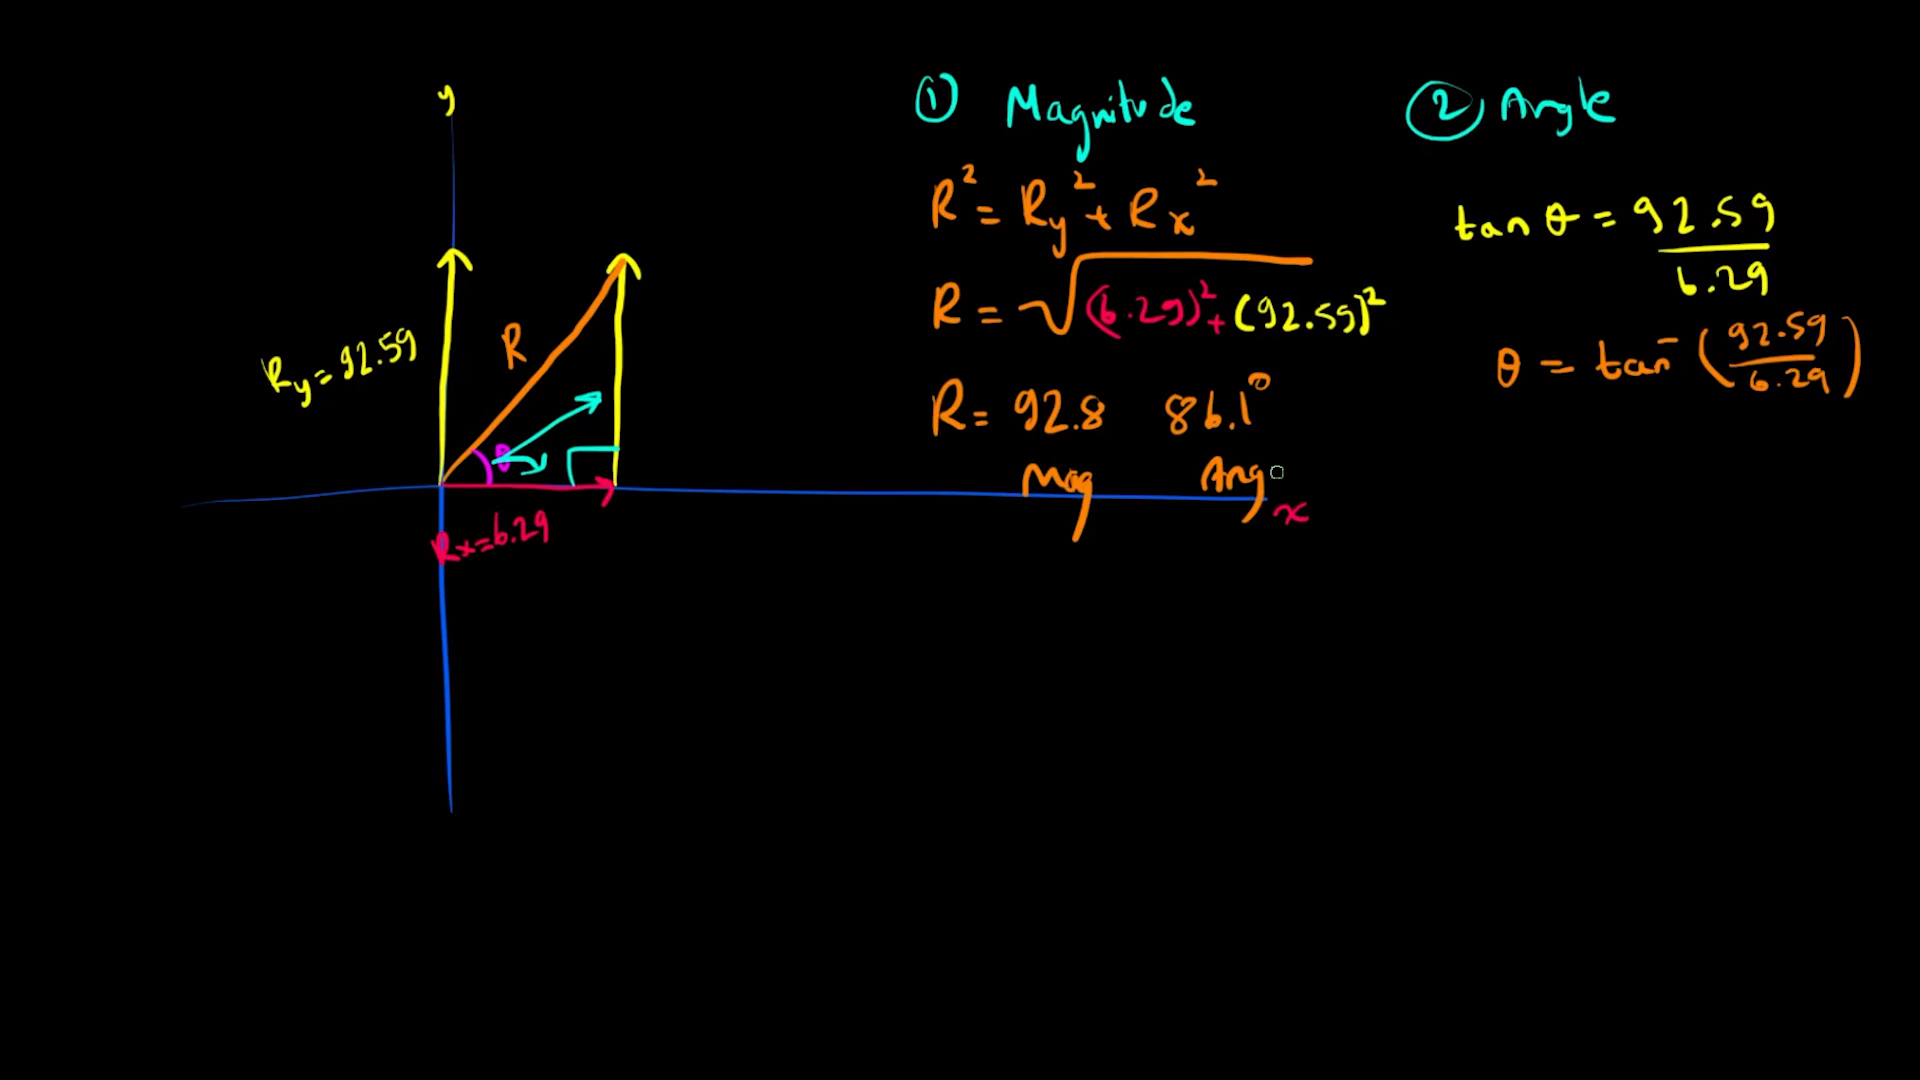 y
Ry = 92.59
R
θ
Rx = 6.29
x
① Magnitude
R² = Ry² + Rx²
R = √(6.29)² + (92.59)²
R = 92.8 86.1°
Mag Ang
② Angle
tan θ = 92.59
6.29
θ = tan⁻ (92.59 / 6.29)